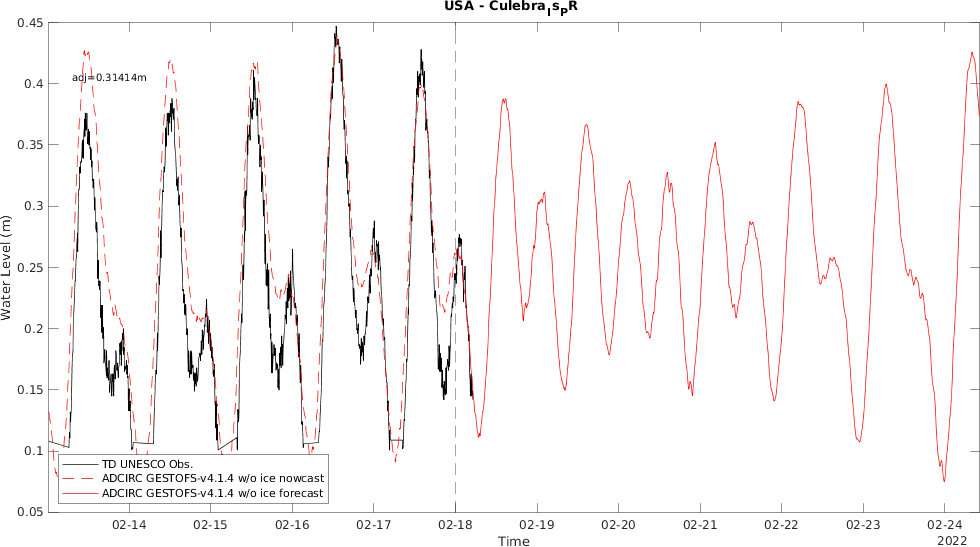 USA - Culebra_Is_PR
0.45
0.4
0.35
0.3
0.25
0.2
0.15
0.1
0.05
Water Level (m)
adj=0.31414m
TD UNESCO Obs.
ADCIRC GESTOFS-v4.1.4 w/o ice nowcast
ADCIRC GESTOFS-v4.1.4 w/o ice forecast
02-14 02-15 02-16 02-17 02-18 02-19 02-20 02-21 02-22 02-23 02-24
Time
2022